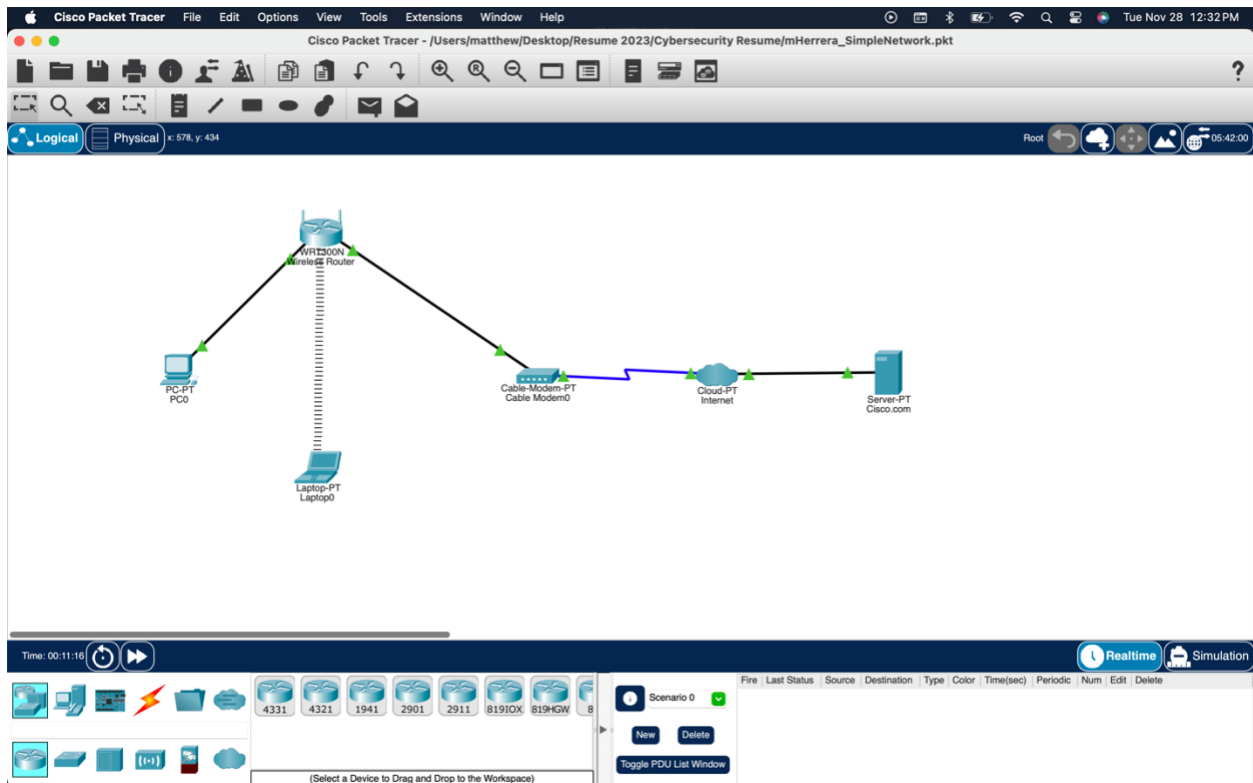 Cisco Packet Tracer File Edit Options View Tools Extensions Window Help Tue Nov 28 12:32 PM
Cisco Packet Tracer - /Users/matthew/Desktop/Resume 2023/Cybersecurity Resume/mHerrera_SimpleNetwork.pkt
?
Logical Physical x: 578, y: 434 Root 05:42:00
WRT300N
Wireless Router
PC-PT
PC0
Cable-Modem-PT
Cable Modem0
Cloud-PT
Internet
Server-PT
Cisco.com
Laptop-PT
Laptop0
Time: 00:11:16 Realtime Simulation
4331 4321 1941 2901 2911 819IOX 819HGW 8
(Select a Device to Drag and Drop to the Workspace)
Scenario 0
New Delete
Toggle PDU List Window
Fire Last Status Source Destination Type Color Time(sec) Periodic Num Edit Delete